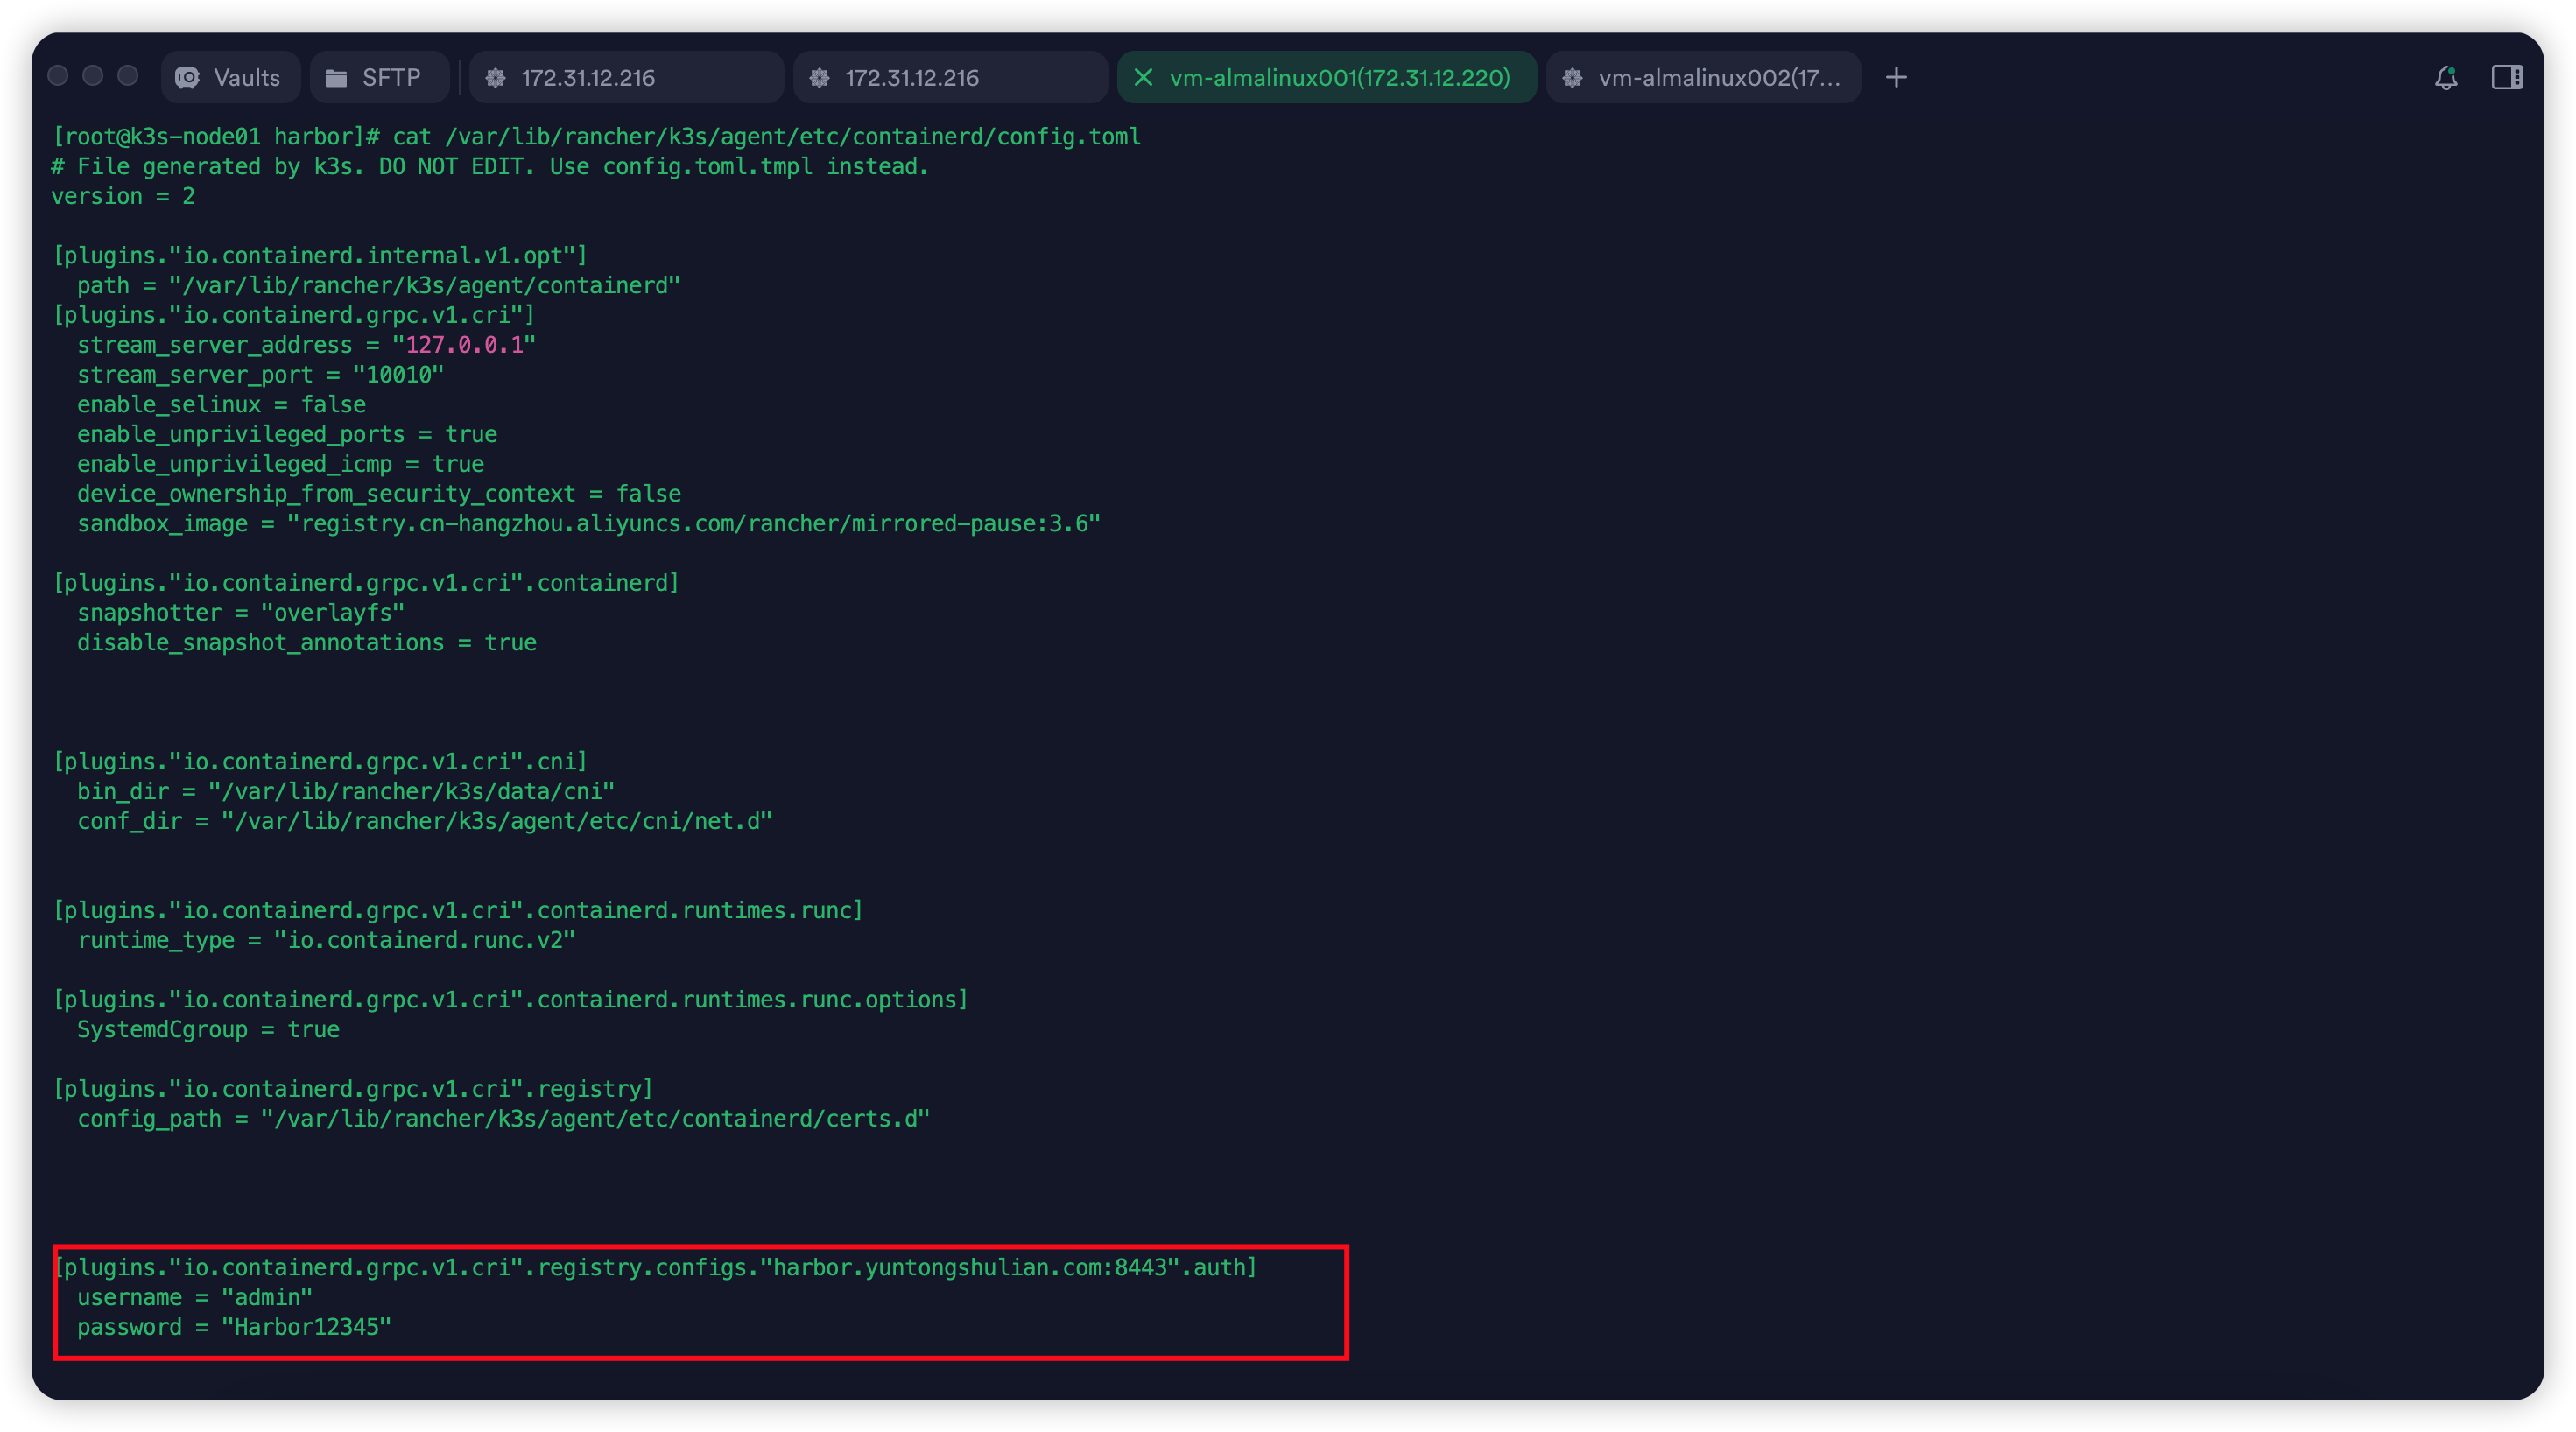 Vaults
SFTP
172.31.12.216
172.31.12.216
vm-almalinux001(172.31.12.220)
vm-almalinux002(17...
[root@k3s-node01 harbor]# cat /var/lib/rancher/k3s/agent/etc/containerd/config.toml
# File generated by k3s. DO NOT EDIT. Use config.toml.tmpl instead.
version = 2
[plugins."io.containerd.internal.v1.opt"]
  path = "/var/lib/rancher/k3s/agent/containerd"
[plugins."io.containerd.grpc.v1.cri"]
  stream_server_address = "127.0.0.1"
  stream_server_port = "10010"
  enable_selinux = false
  enable_unprivileged_ports = true
  enable_unprivileged_icmp = true
  device_ownership_from_security_context = false
  sandbox_image = "registry.cn-hangzhou.aliyuncs.com/rancher/mirrored-pause:3.6"
[plugins."io.containerd.grpc.v1.cri".containerd]
  snapshotter = "overlayfs"
  disable_snapshot_annotations = true
[plugins."io.containerd.grpc.v1.cri".cni]
  bin_dir = "/var/lib/rancher/k3s/data/cni"
  conf_dir = "/var/lib/rancher/k3s/agent/etc/cni/net.d"
[plugins."io.containerd.grpc.v1.cri".containerd.runtimes.runc]
  runtime_type = "io.containerd.runc.v2"
[plugins."io.containerd.grpc.v1.cri".containerd.runtimes.runc.options]
  SystemdCgroup = true
[plugins."io.containerd.grpc.v1.cri".registry]
  config_path = "/var/lib/rancher/k3s/agent/etc/containerd/certs.d"
[plugins."io.containerd.grpc.v1.cri".registry.configs."harbor.yuntongshulian.com:8443".auth]
  username = "admin"
  password = "Harbor12345"